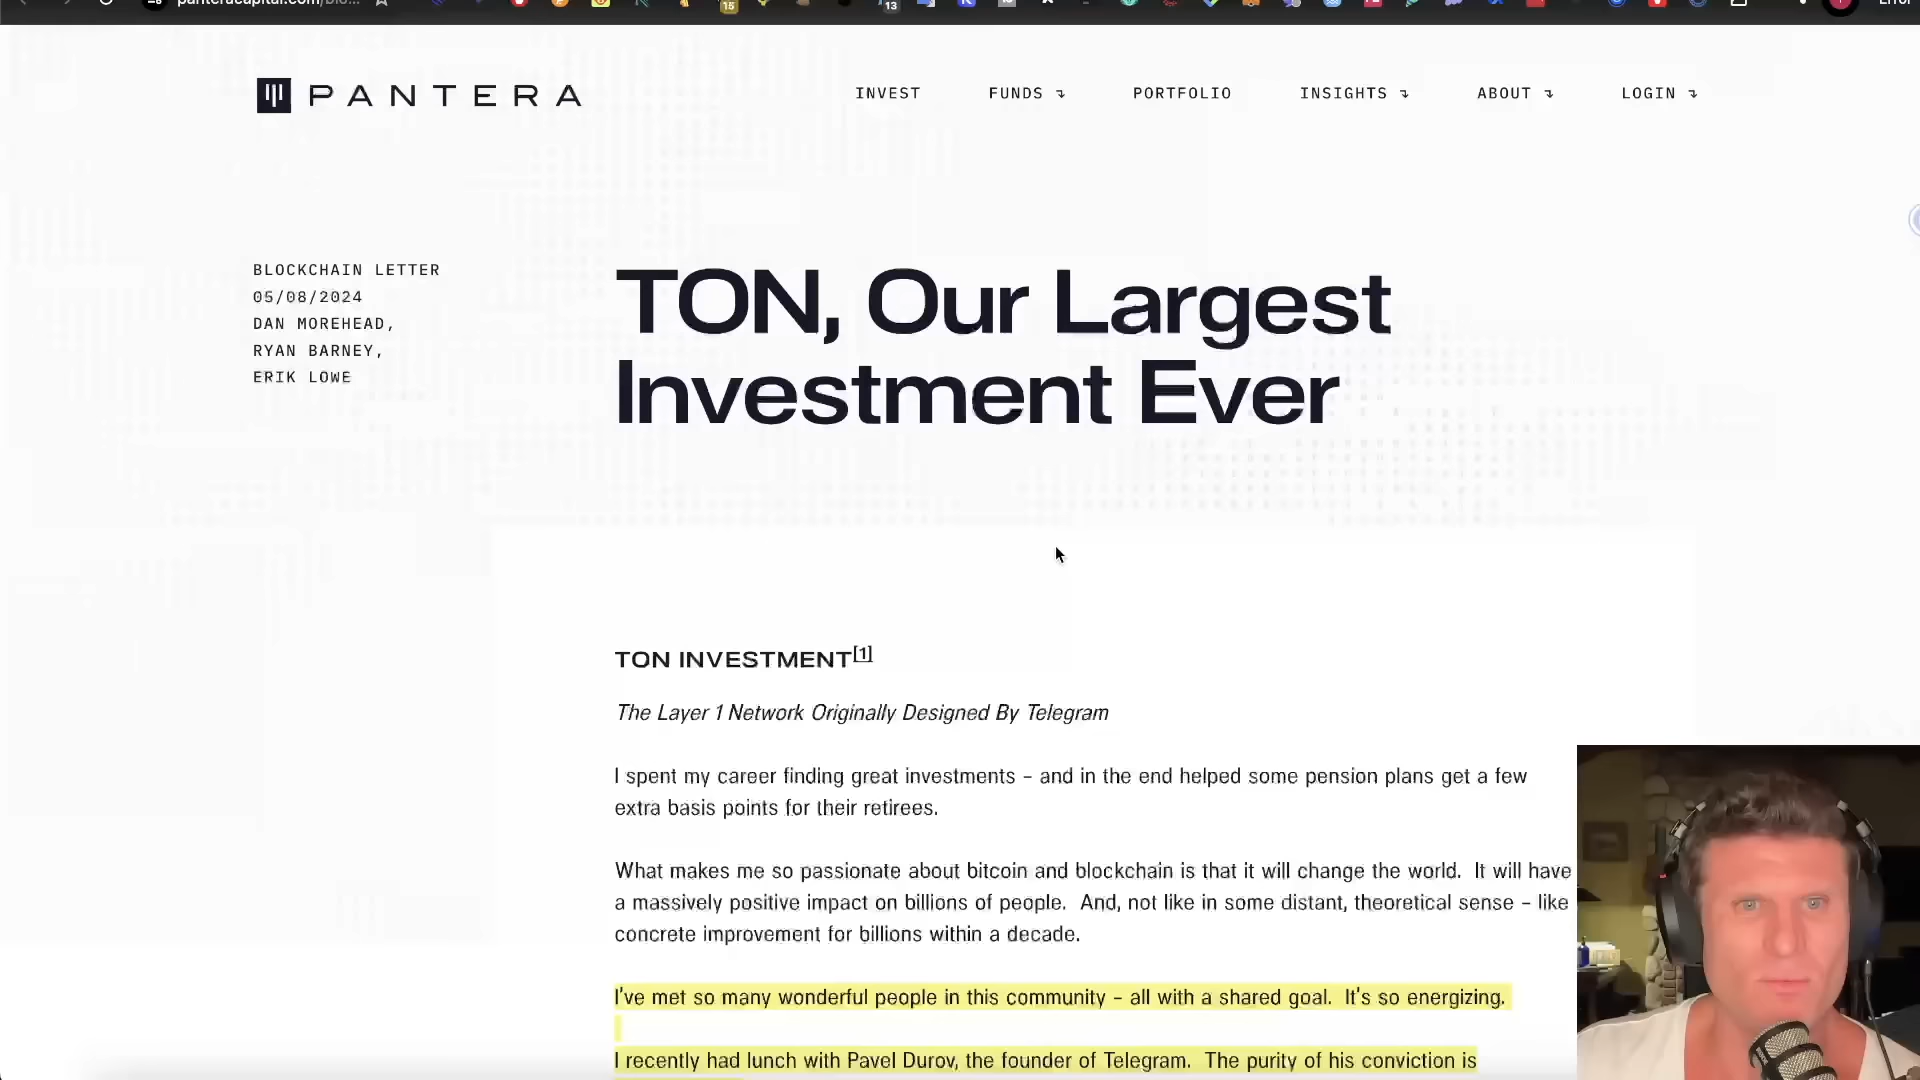 PANTERA
INVEST
FUNDS
PORTFOLIO
INSIGHTS
ABOUT
LOGIN
BLOCKCHAIN LETTER
05/08/2024
DAN MOREHEAD,
RYAN BARNEY,
ERIK LOWE
TON, Our Largest
Investment Ever
TON INVESTMENT[1]
The Layer 1 Network Originally Designed By Telegram
I spent my career finding great investments – and in the end helped some pension plans get a few
extra basis points for their retirees.
What makes me so passionate about bitcoin and blockchain is that it will change the world. It will have
a massively positive impact on billions of people. And, not like in some distant, theoretical sense – like
concrete improvement for billions within a decade.
I've met so many wonderful people in this community – all with a shared goal. It's so energizing.
I recently had lunch with Pavel Durov, the founder of Telegram. The purity of his conviction is